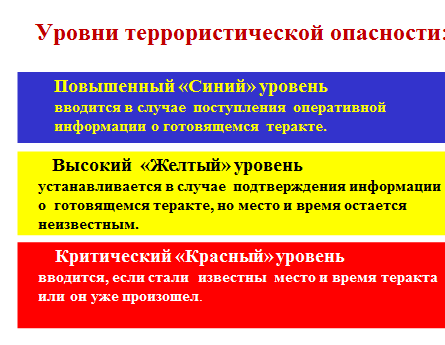 Уровни террористической опасности:
Повышенный «Синий» уровень
вводится в случае поступления оперативной
информации о готовящемся теракте.
Высокий «Желтый» уровень
устанавливается в случае подтверждения информации
о готовящемся теракте, но место и время остается
неизвестным.
Критический «Красный» уровень
вводится, если стали известны место и время теракта
или он уже произошел.